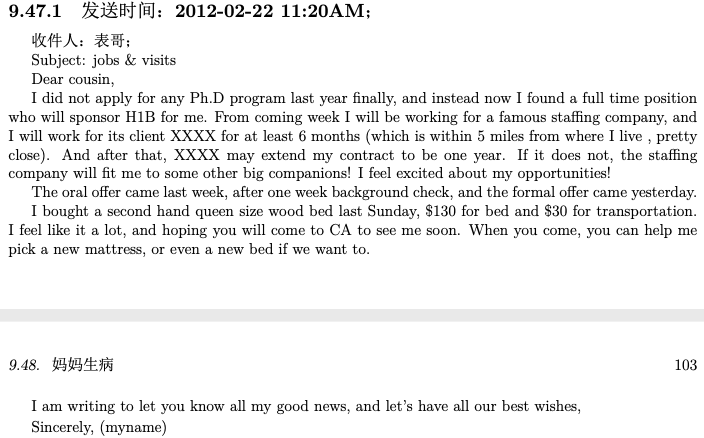 9.47.1 发送时间：2012-02-22 11:20AM；
收件人：表哥；
Subject: jobs & visits
Dear cousin,
I did not apply for any Ph.D program last year finally, and instead now I found a full time position
who will sponsor H1B for me. From coming week I will be working for a famous staffing company, and
I will work for its client XXXX for at least 6 months (which is within 5 miles from where I live , pretty
close). And after that, XXXX may extend my contract to be one year. If it does not, the staffing
company will fit me to some other big companions! I feel excited about my opportunities!
The oral offer came last week, after one week background check, and the formal offer came yesterday.
I bought a second hand queen size wood bed last Sunday, $130 for bed and $30 for transportation.
I feel like it a lot, and hoping you will come to CA to see me soon. When you come, you can help me
pick a new mattress, or even a new bed if we want to.
9.48. 妈妈生病 103
I am writing to let you know all my good news, and let's have all our best wishes,
Sincerely, (myname)